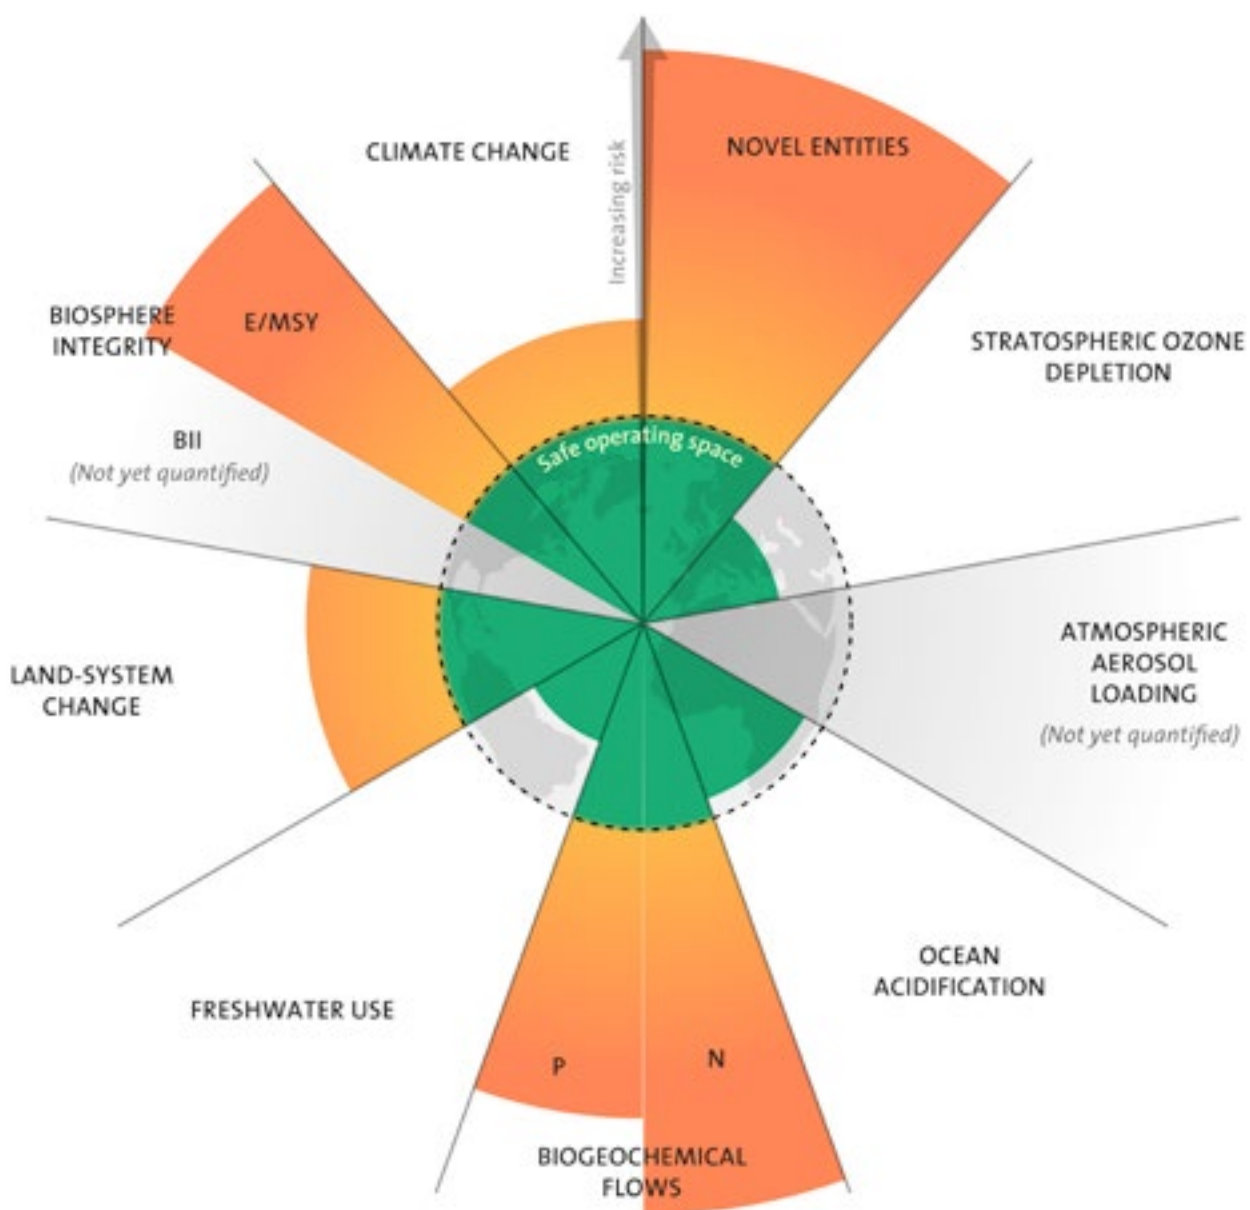 CLIMATE CHANGE
Increasing risk
NOVEL ENTITIES
STRATOSPHERIC OZONE
DEPLETION
ATMOSPHERIC
AEROSOL
LOADING
(Not yet quantified)
OCEAN
ACIDIFICATION
N
P
BIOGEOCHEMICAL
FLOWS
FRESHWATER USE
LAND-SYSTEM
CHANGE
BII
(Not yet quantified)
BIOSPHERE
INTEGRITY
E/MSY
Safe operating space